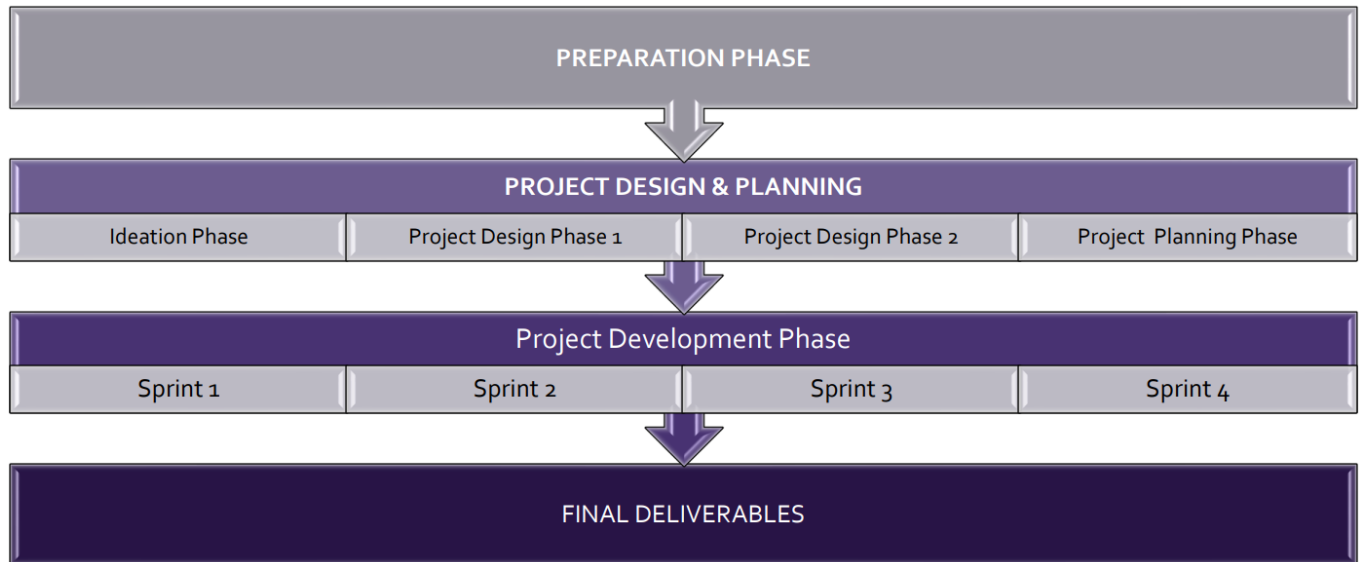 PREPARATION PHASE
PROJECT DESIGN & PLANNING
Ideation Phase
Project Design Phase 1
Project Design Phase 2
Project Planning Phase
Project Development Phase
Sprint 1
Sprint 2
Sprint 3
Sprint 4
FINAL DELIVERABLES